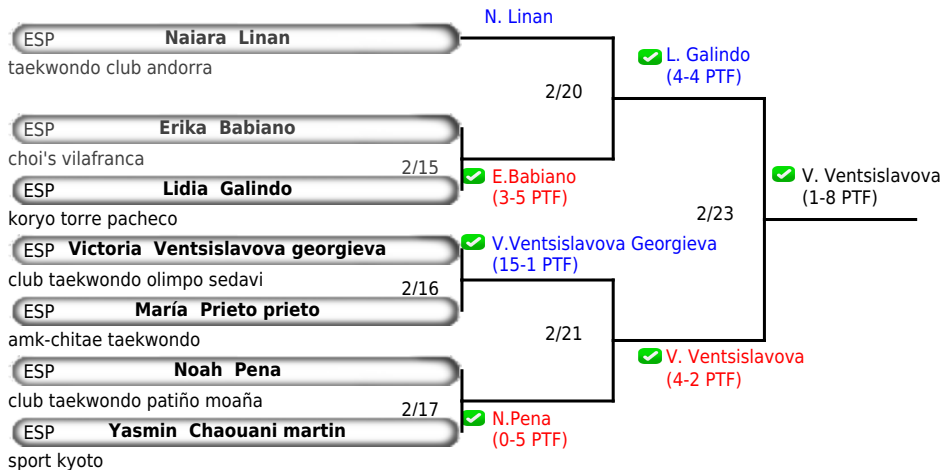 N. Linan
ESP Naiara Linan
taekwondo club andorra
L. Galindo
(4-4 PTF)
2/20
ESP Erika Babiano
choi's vilafranca
2/15
E.Babiano
(3-5 PTF)
ESP Lidia Galindo
koryo torre pacheco
V. Ventsislavova
(1-8 PTF)
2/23
ESP Victoria Ventsislavova georgieva
V.Ventsislavova Georgieva
(15-1 PTF)
club taekwondo olimpo sedavi
2/16
ESP María Prieto prieto
amk-chitae taekwondo
2/21
V. Ventsislavova
(4-2 PTF)
ESP Noah Pena
club taekwondo patiño moaña
2/17
N.Pena
(0-5 PTF)
ESP Yasmin Chaouani martin
sport kyoto